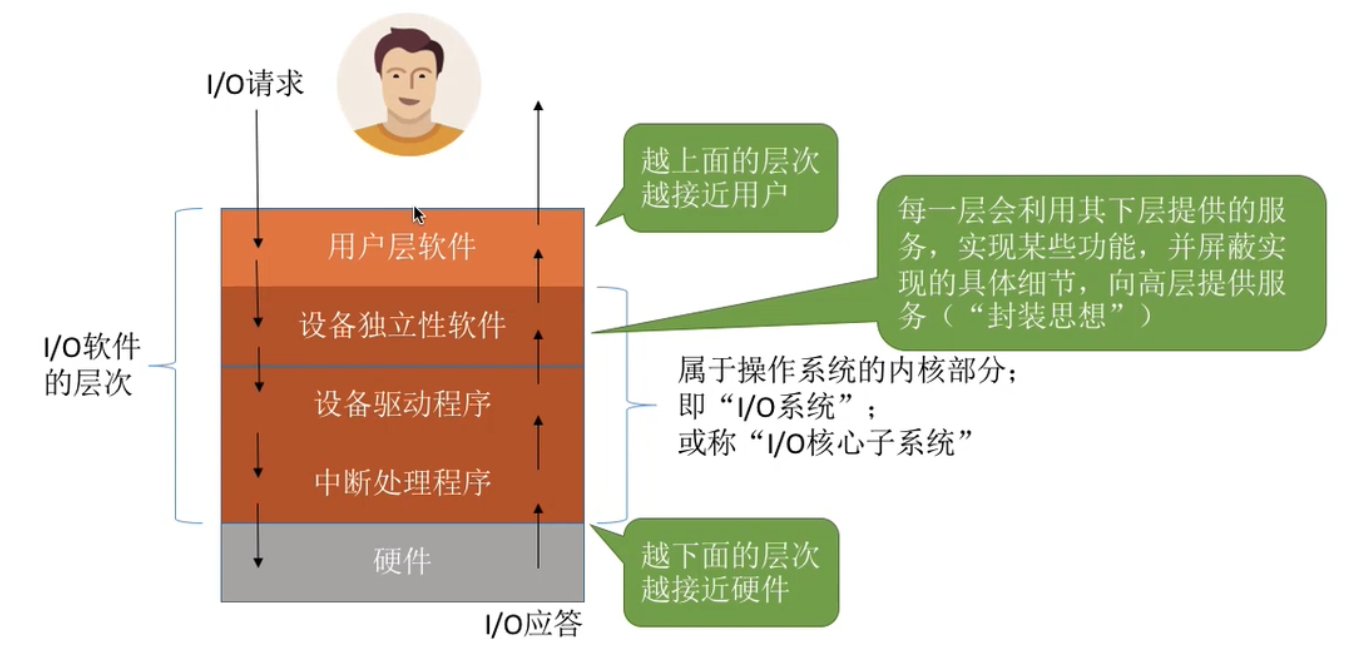 I/O请求
越上面的层次
越接近用户
每一层会利用其下层提供的服
务，实现某些功能，并屏蔽实
现的具体细节，向高层提供服
务（“封装思想”）
用户层软件
设备独立性软件
I/O软件
的层次
属于操作系统的内核部分；
即“I/O系统”；
或称“I/O核心子系统”
设备驱动程序
中断处理程序
越下面的层次
越接近硬件
硬件
I/O应答